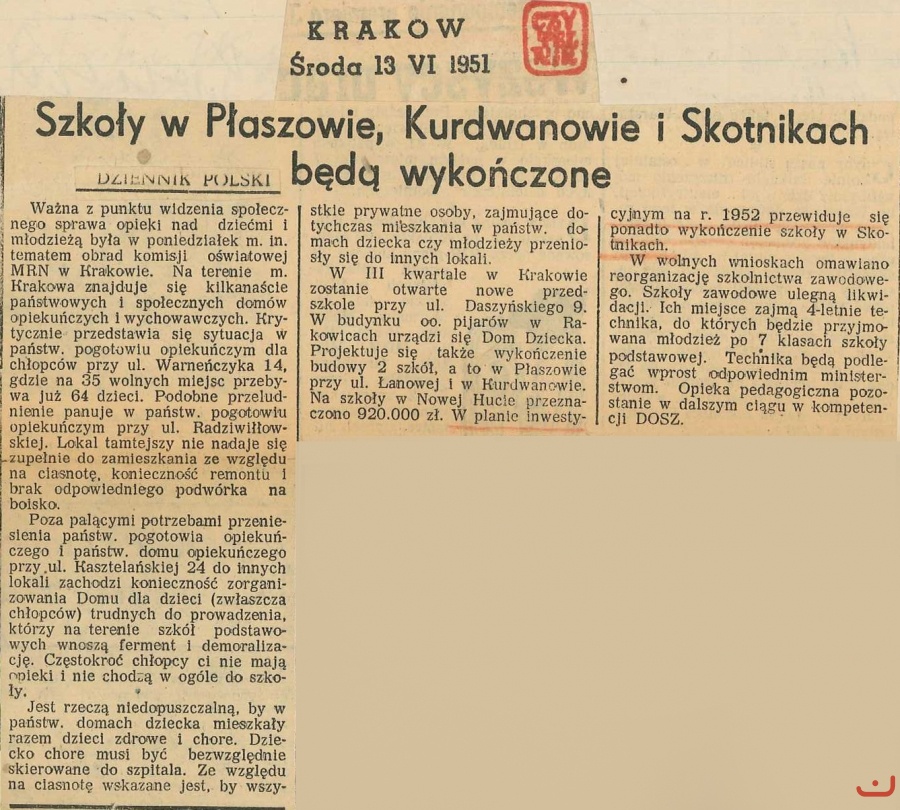 KRAKOW
Środa 13 VI 1951
Szkoły w Płaszowie, Kurdwanowie i Skotnikach
będą wykończone
DZIENNIK POLSKI
Ważna z punktu widzenia społecz-
nego sprawa opieki nad dziećmi i
młodzieżą była w poniedziałek m. in.
tematem obrad komisji oświatowej
MRN w Krakowie. Na terenie m.
Krakowa znajduje się kilkanaście
państwowych i społecznych domów
opiekuńczych i wychowawczych. Kry-
tycznie przedstawia się sytuacja w
państw. pogotowiu opiekuńczym dla
chłopców przy ul. Warneńczyka 14,
gdzie na 35 wolnych miejsc przeby-
wa już 64 dzieci. Podobne przelud-
nienie panuje w państw. pogotowiu
opiekuńczym przy ul. Radziwiłłow-
skiej. Lokal tamtejszy nie nadaje się
zupełnie do zamieszkania ze względu
na ciasnotę, konieczność remontu i
brak odpowiedniego podwórka na
boisko.
Poza palącymi potrzebami przenie-
sienia państw. pogotowia opiekuń-
czego i państw. domu opiekuńczego
przy ul. Kasztelańskiej 24 do innych
lokali zachodzi konieczność zorgani-
zowania Domu dla dzieci (zwłaszcza
chłopców) trudnych do prowadzenia,
którzy na terenie szkół podstawo-
wych wnoszą ferment i demoraliza-
cję. Częstokroć chłopcy ci nie mają
opieki i nie chodzą w ogóle do szko-
ły.
Jest rzeczą niedopuszczalną, by w
państw. domach dziecka mieszkały
razem dzieci zdrowe i chore. Dzie-
cko chore musi być bezwzględnie
skierowane do szpitala. Ze względu
na ciasnotę wskazane jest, by wszy-
stkie prywatne osoby, zajmujące do-
tychczas mieszkania w państw. do-
mach dziecka czy młodzieży przenio-
sły się do innych lokali.
W III kwartale w Krakowie
zostanie otwarte nowe przed-
szkole przy ul. Daszyńskiego 9.
W budynku oo. pijarów w Ra-
kowicach urządzi się Dom Dziecka.
Projektuje się także wykończenie
budowy 2 szkół, a to w Płaszowie
przy ul. Łanowej i w Kurdwanowie.
Na szkoły w Nowej Hucie przezna-
czono 920.000 zł. W planie inwesty-
cyjnym na r. 1952 przewiduje się
ponadto wykończenie szkoły w Sko-
tnikach.
W wolnych wnioskach omawiano
reorganizację szkolnictwa zawodowe-
go. Szkoły zawodowe ulegną likwi-
dacji. Ich miejsce zajmą 4-letnie te-
chnika, do których będzie przyjmo-
wana młodzież po 7 klasach szkoły
podstawowej. Technika będą podle-
gać wprost odpowiednim minister-
stwom. Opieka pedagogiczna pozo-
stanie w dalszym ciągu w kompeten-
cji DOSZ.